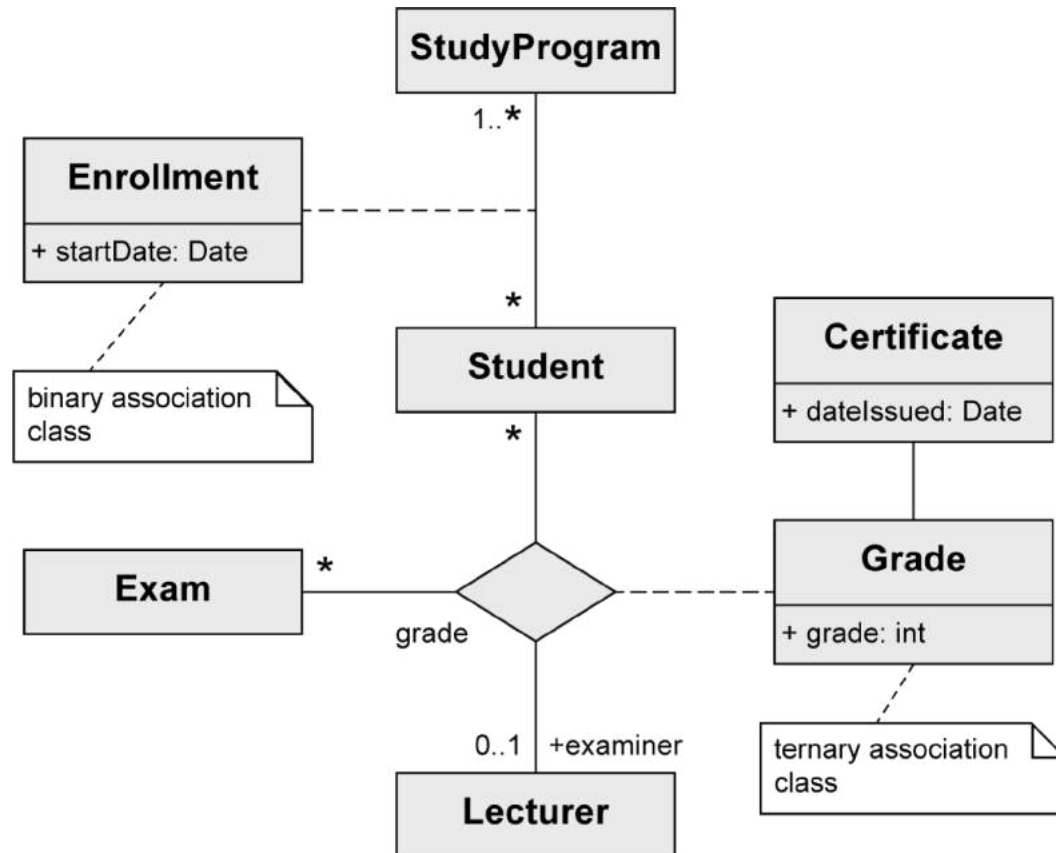 StudyProgram
1..*
Enrollment
+ startDate: Date
*
Student
binary association
class
*
Certificate
+ dateIssued: Date
Exam
*
grade
Grade
+ grade: int
0..1 +examiner
Lecturer
ternary association
class